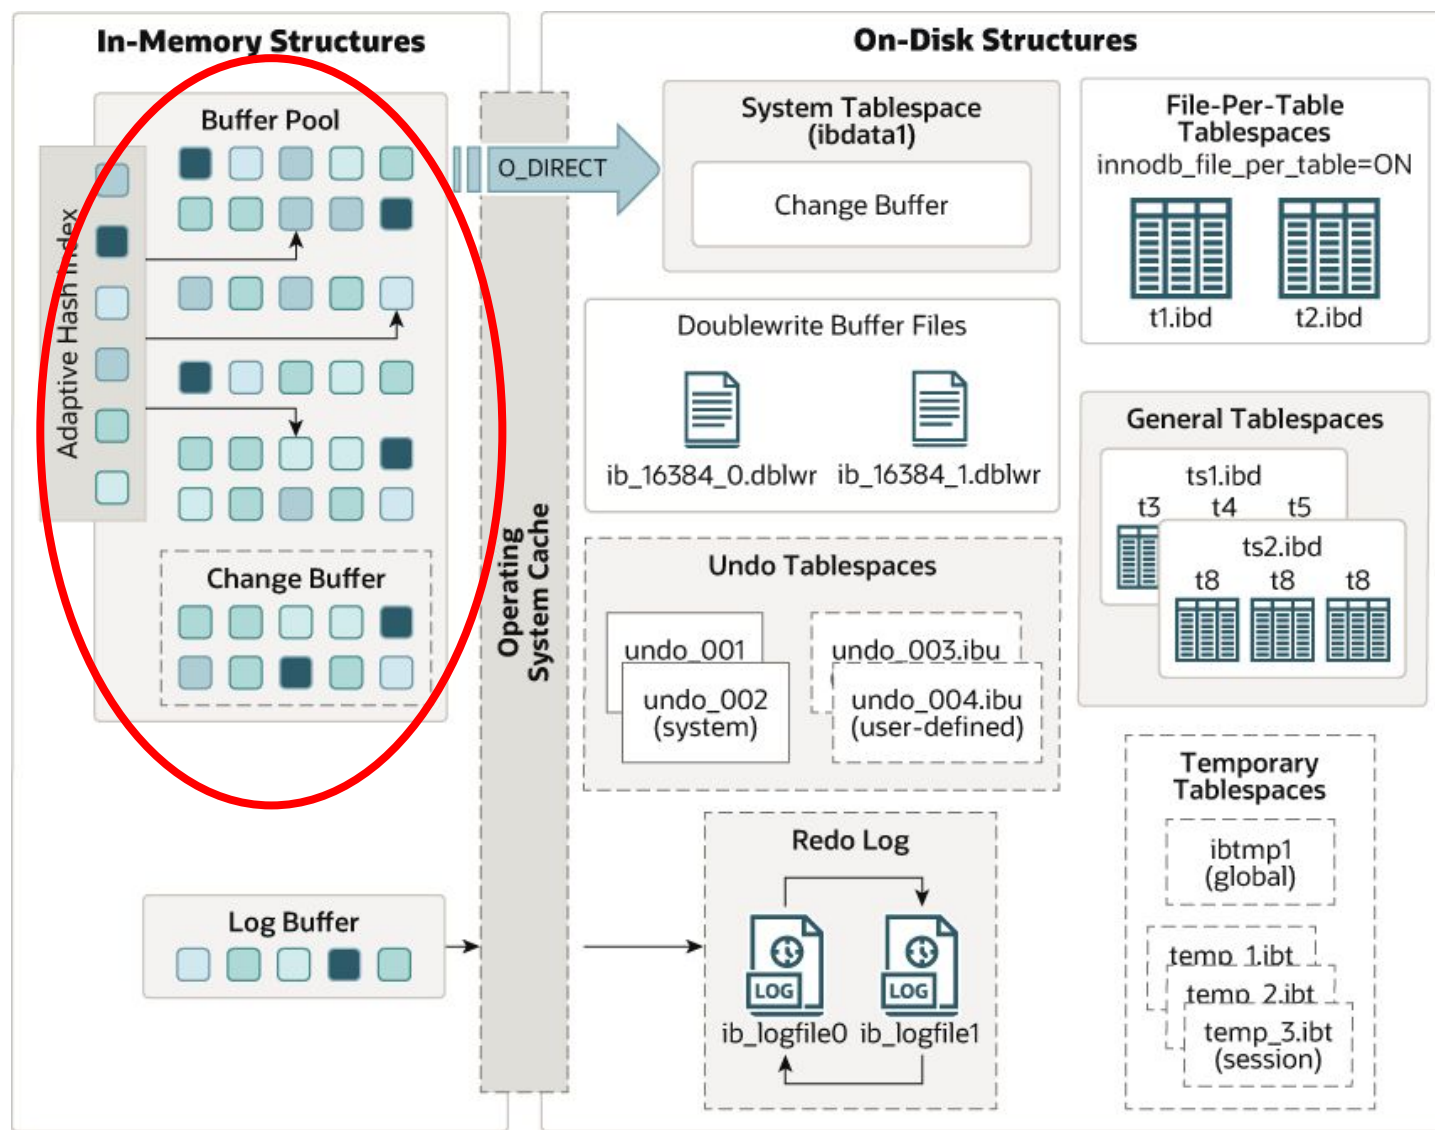 In-Memory Structures
Buffer Pool
Adaptive Hash Index
Change Buffer
Log Buffer
Operating
System Cache
O_DIRECT
On-Disk Structures
System Tablespace
(ibdata1)
Change Buffer
Doublewrite Buffer Files
ib_16384_0.dblwr
ib_16384_1.dblwr
Undo Tablespaces
undo_001
undo_002
(system)
undo_003.ibu
undo_004.ibu
(user-defined)
Redo Log
LOG
LOG
ib_logfile0
ib_logfile1
File-Per-Table
Tablespaces
innodb_file_per_table=ON
t1.ibd
t2.ibd
General Tablespaces
ts1.ibd
t3 t4 t5
ts2.ibd
t8 t8 t8
Temporary
Tablespaces
ibtmp1
(global)
temp_1.ibt
temp_2.ibt
temp_3.ibt
(session)